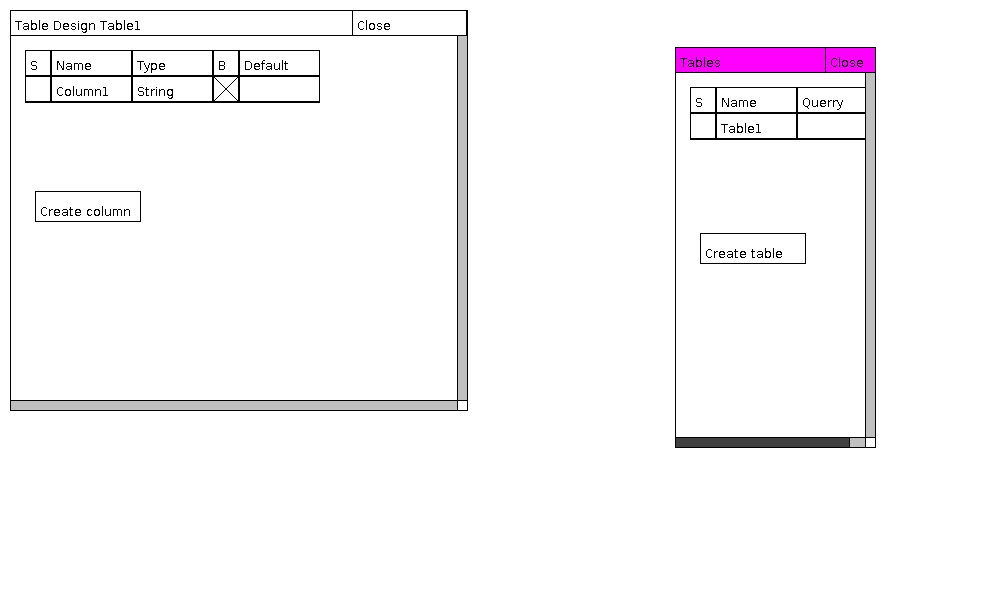 Table Design Table1 Close
S Name Type B Default
Column1 String
Create column
Tables Close
S Name Querry
Table1
Create table